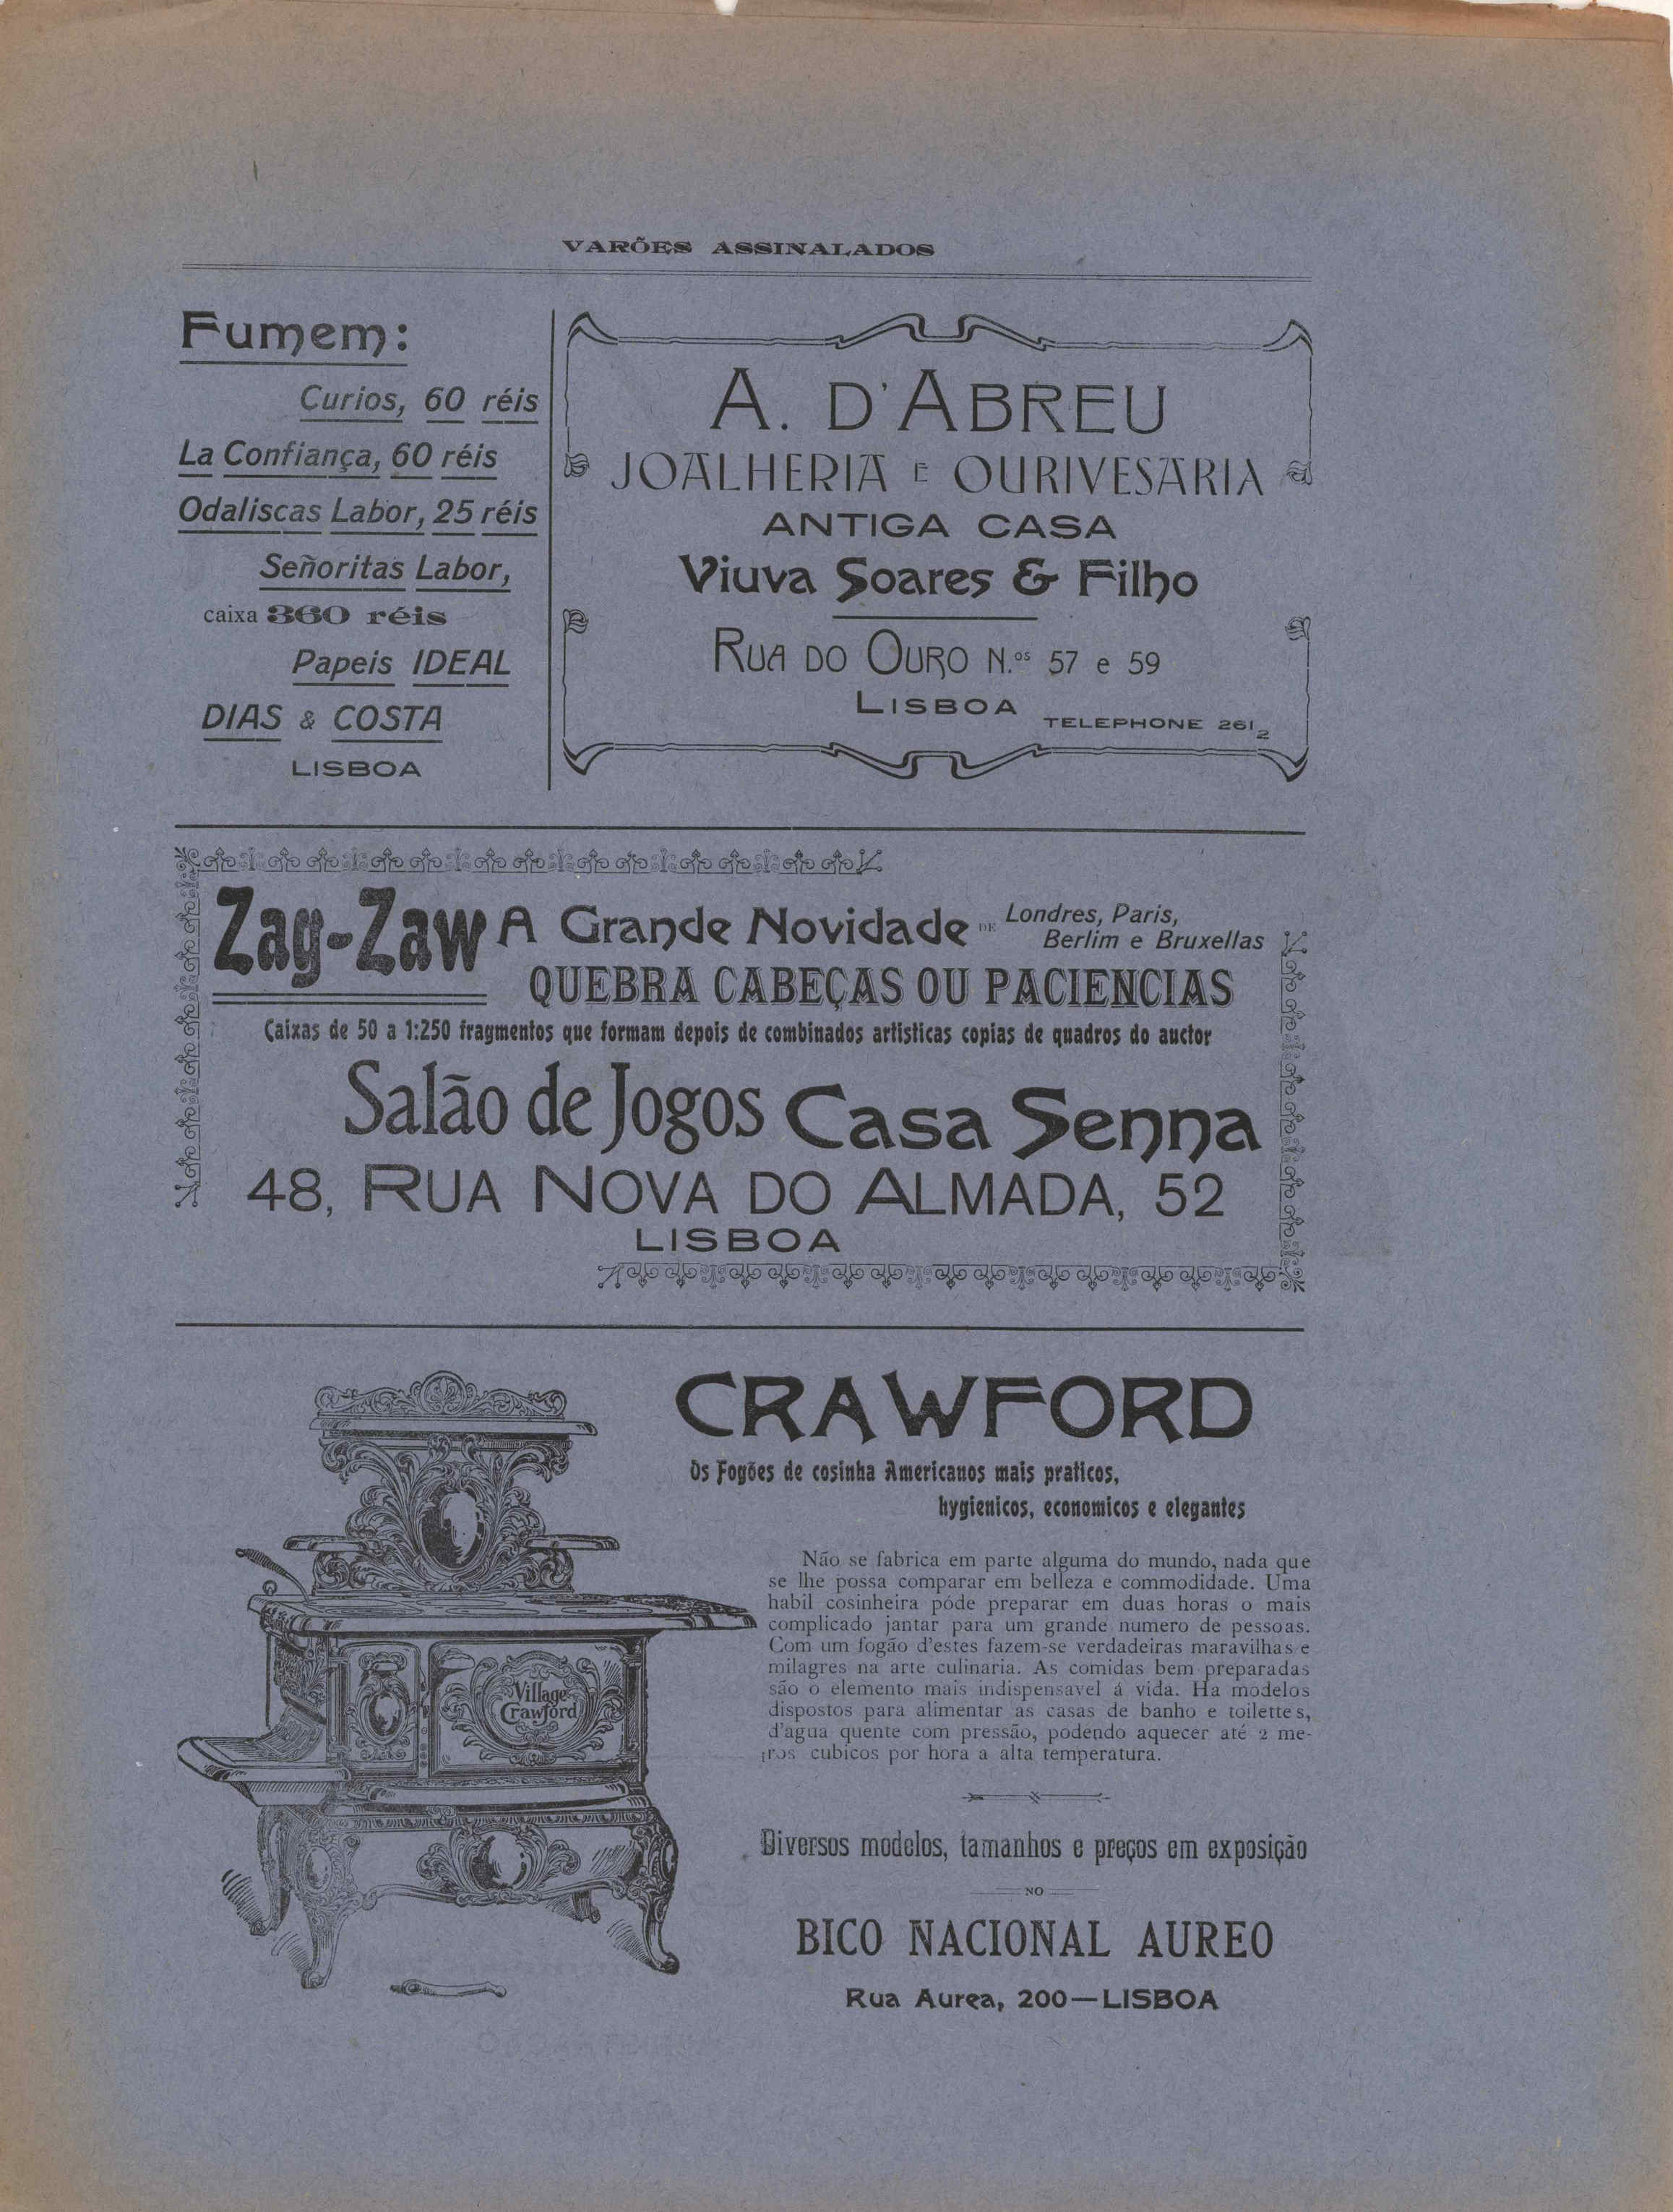 VARÕES ASSINALADOS
Fumem:
Curios, 60 réis
La Confiança, 60 réis
Odaliscas Labor, 25 réis
Señoritas Labor,
caixa 360 réis
Papeis IDEAL
DIAS & COSTA
LISBOA
A. D'ABREU
JOALHERIA E OURIVESARIA
ANTIGA CASA
Viuva Soares & Filho
RUA DO OURO N.os 57 e 59
LISBOA
TELEPHONE 261 2
Zag-Zaw A Grande Novidade DE Londres, Paris,
Berlim e Bruxellas
QUEBRA CABEÇAS OU PACIENCIAS
Caixas de 50 a 1:250 fragmentos que formam depois de combinados artisticas copias de quadros do auctor
Salão de Jogos Casa Senna
48, RUA NOVA DO ALMADA, 52
LISBOA
CRAWFORD
Os Fogões de cosinha Americanos mais praticos,
hygienicos, economicos e elegantes
Não se fabrica em parte alguma do mundo, nada que
se lhe possa comparar em belleza e commodidade. Uma
habil cosinheira póde preparar em duas horas o mais
complicado jantar para um grande numero de pessoas.
Com um fogão d'estes fazem-se verdadeiras maravilhas e
milagres na arte culinaria. As comidas bem preparadas
são o elemento mais indispensavel á vida. Ha modelos
dispostos para alimentar as casas de banho e toilettes,
d'agua quente com pressão, podendo aquecer até 2 me-
tros cubicos por hora a alta temperatura.
Village
Crawford
Diversos modelos, tamanhos e preços em exposição
NO
BICO NACIONAL AUREO
Rua Aurea, 200—LISBOA